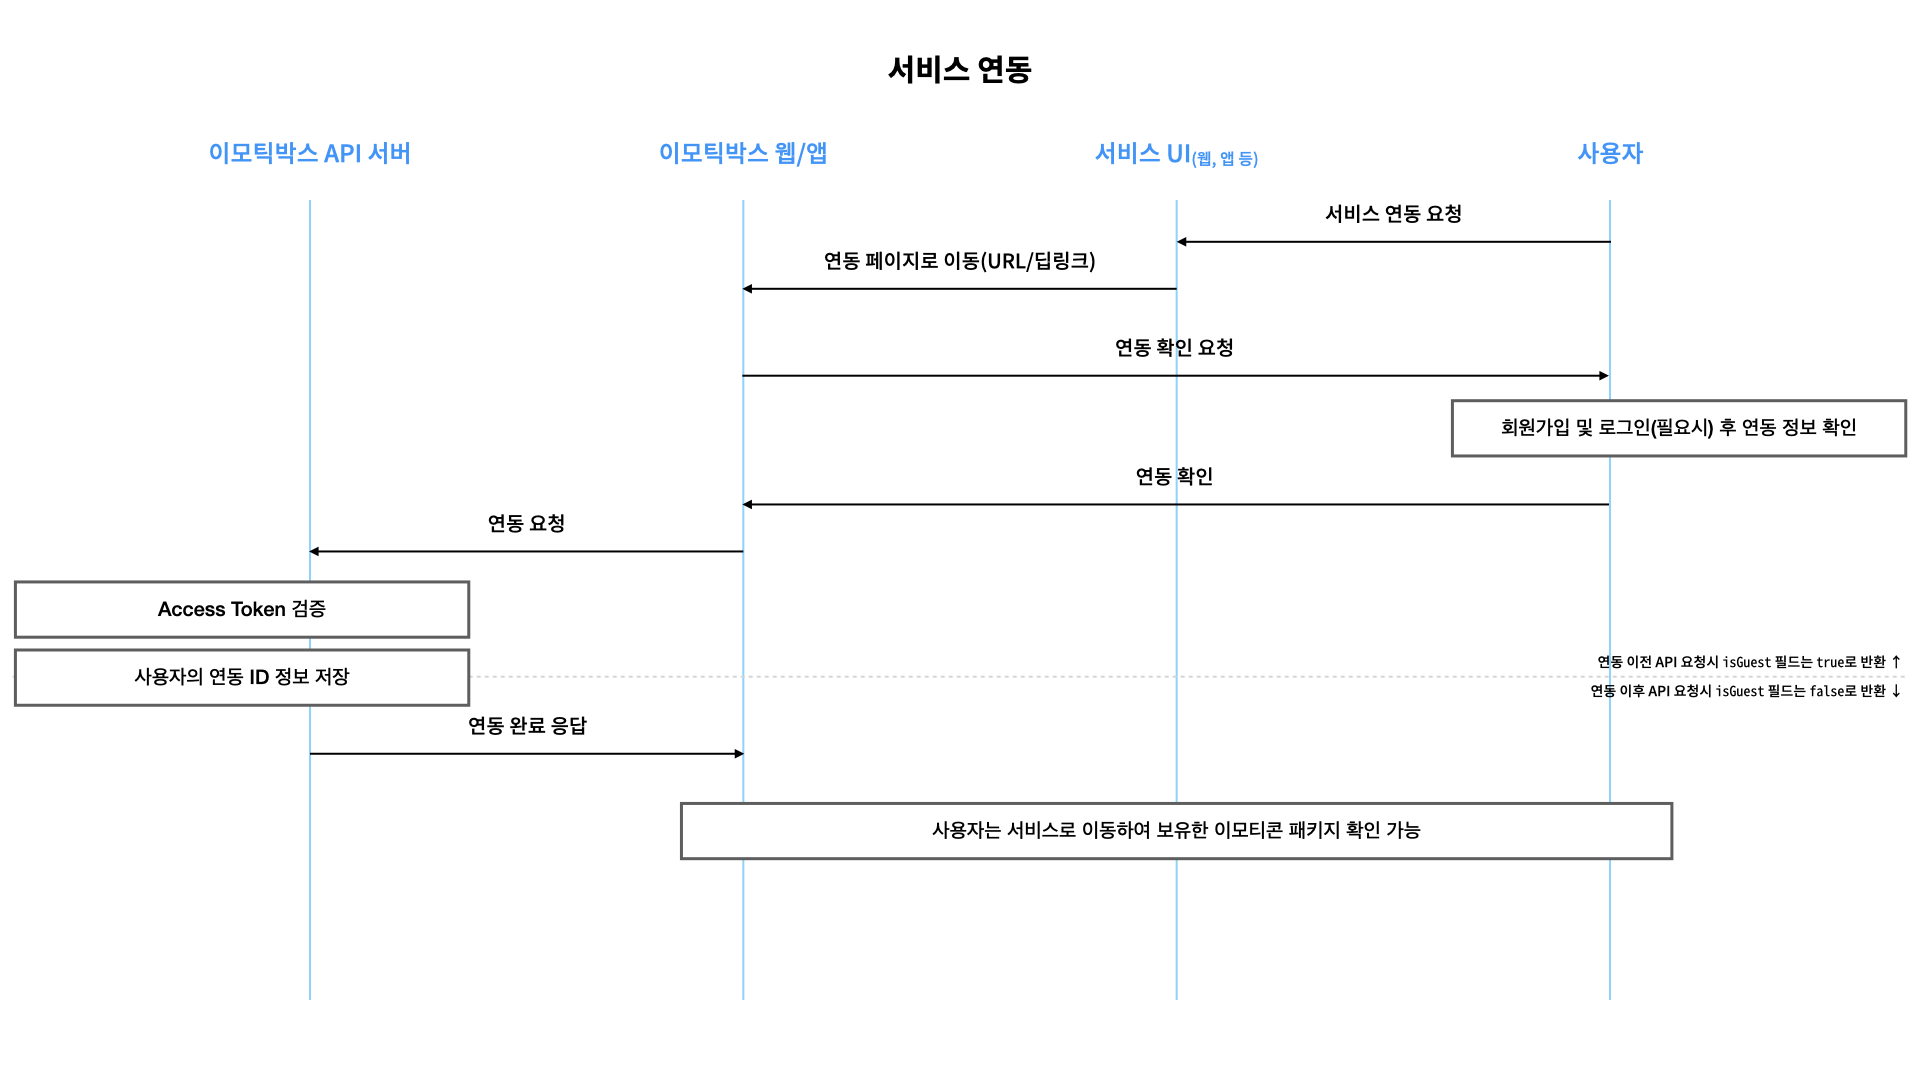 서비스 연동
이모틱박스 API 서버
이모틱박스 웹/앱
서비스 UI(웹, 앱 등)
사용자
서비스 연동 요청
연동 페이지로 이동(URL/딥링크)
연동 확인 요청
회원가입 및 로그인(필요시) 후 연동 정보 확인
연동 확인
연동 요청
Access Token 검증
연동 이전 API 요청시 isGuest 필드는 true로 반환 ↑
사용자의 연동 ID 정보 저장
연동 이후 API 요청시 isGuest 필드는 false로 반환 ↓
연동 완료 응답
사용자는 서비스로 이동하여 보유한 이모티콘 패키지 확인 가능